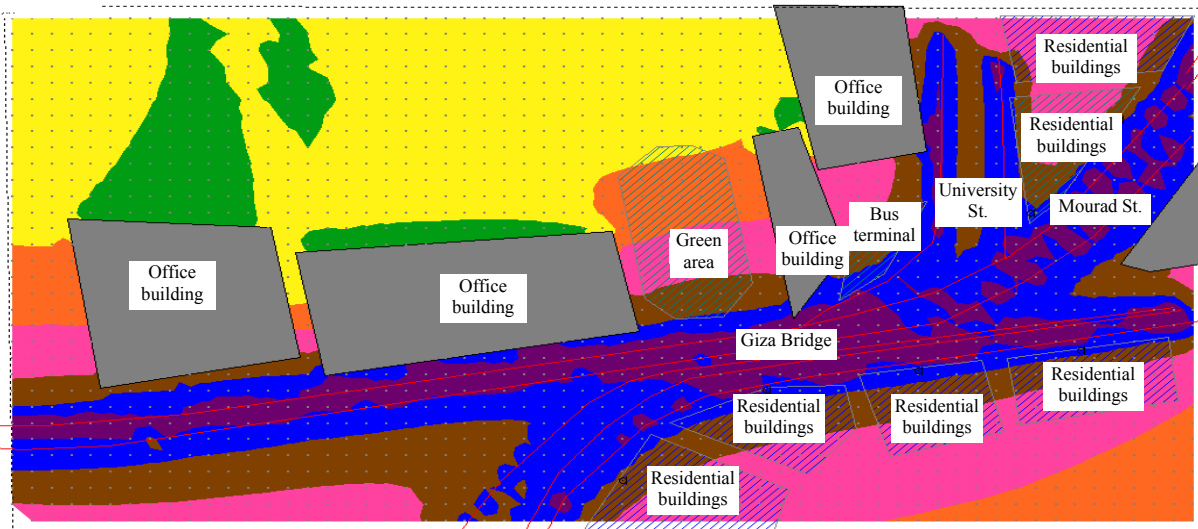 Residential
buildings
Office
building
Residential
buildings
University
St.
Mourad St.
Bus
terminal
Green
area
Office
building
Office
building
Office
building
Giza Bridge
Residential
buildings
Residential
buildings
Residential
buildings
Residential
buildings